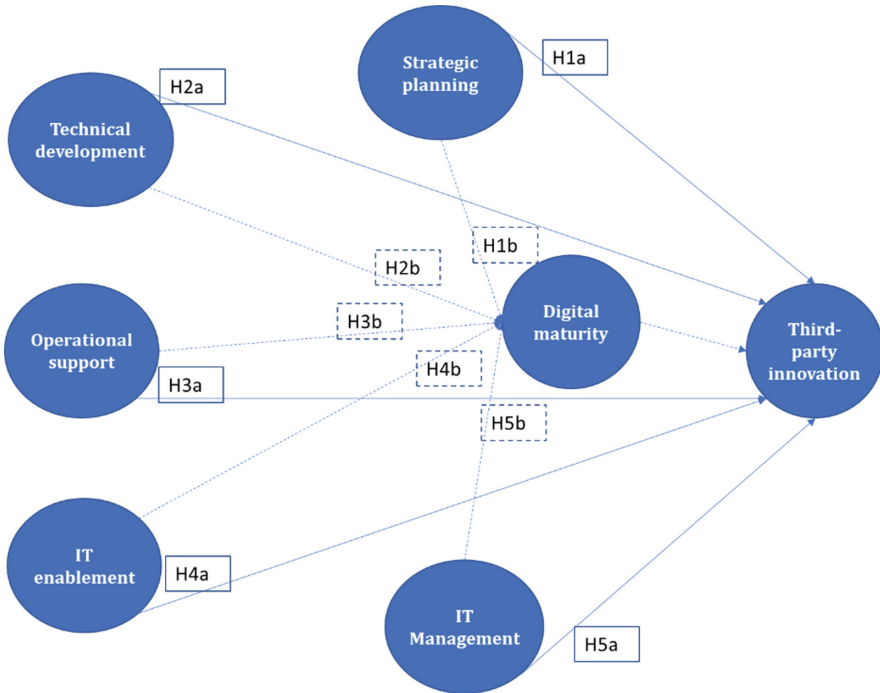 Strategic
planning
H1a
H2a
Technical
development
H1b
H2b
Digital
maturity
H3b
Operational
support
Third-
party
innovation
H4b
H3a
H5b
IT
enablement
H4a
IT
Management
H5a